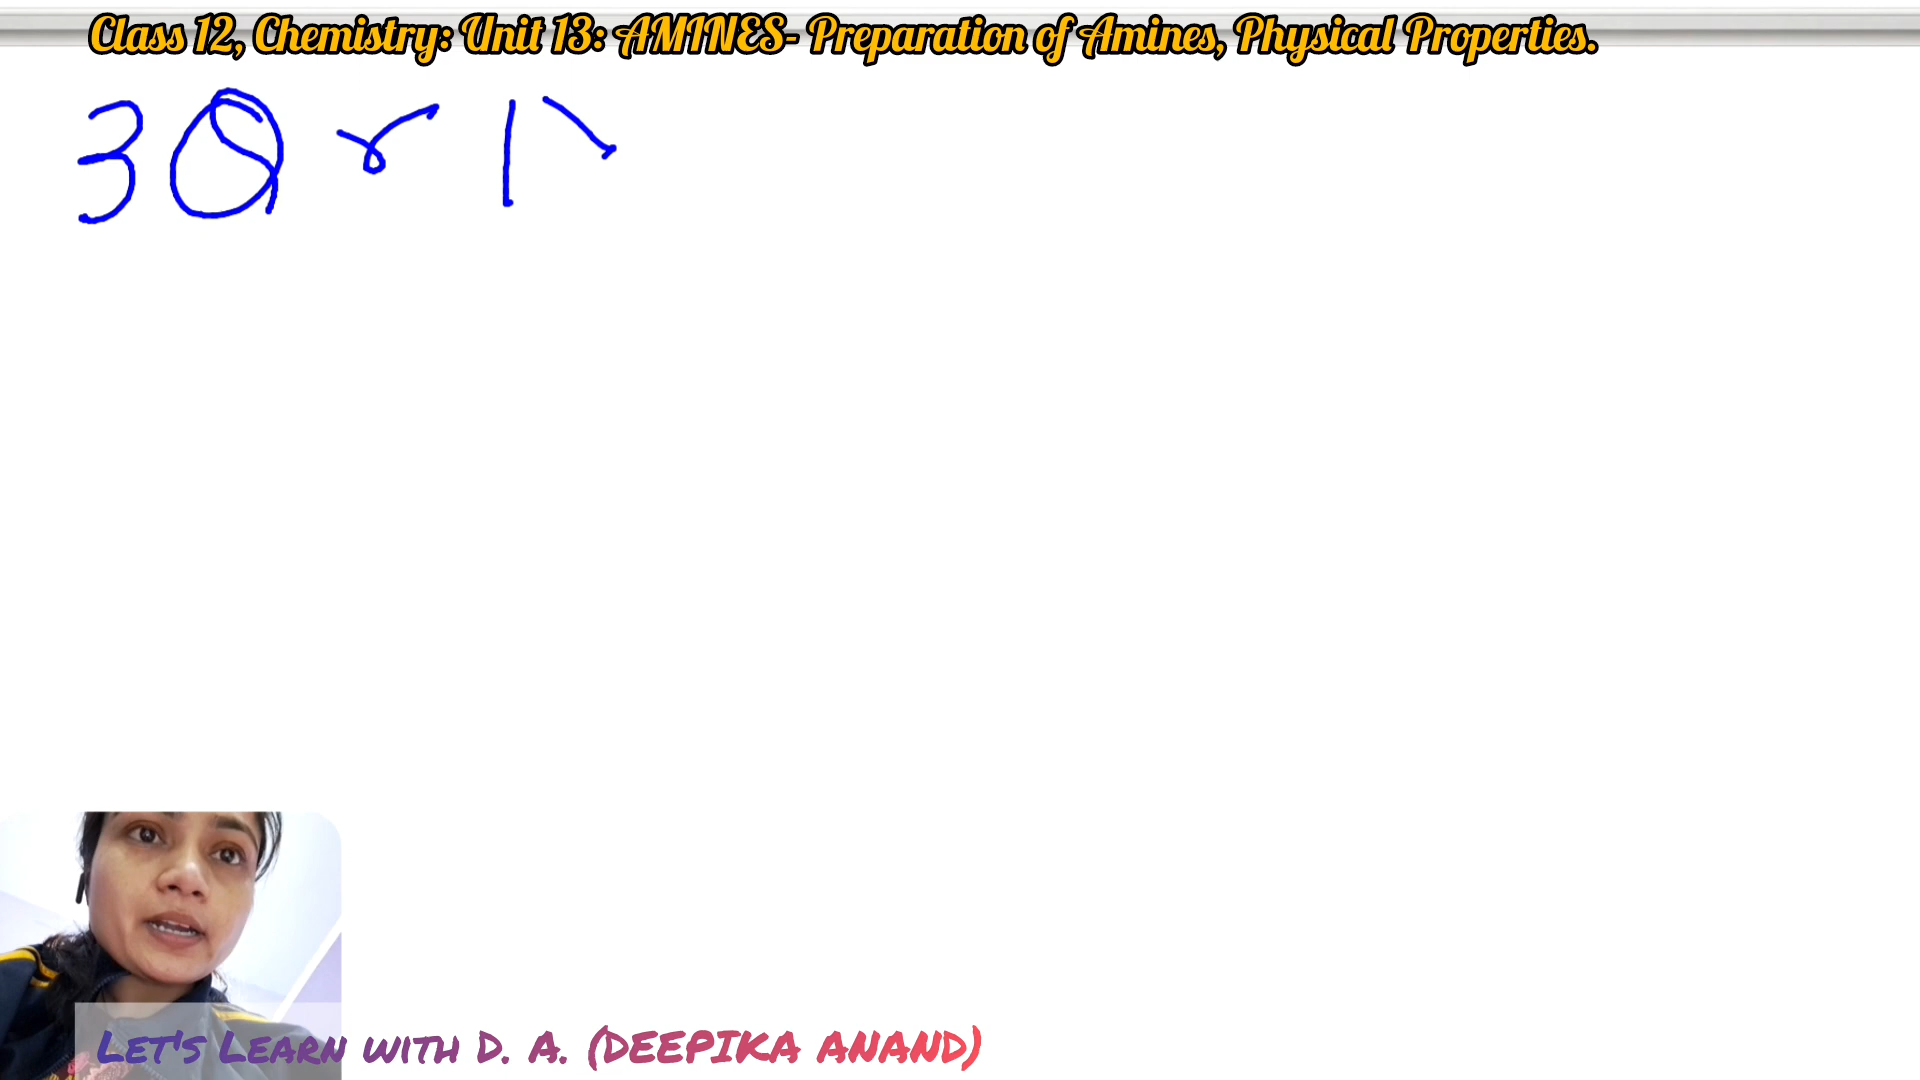 Class 12, Chemistry: Unit 13: AMINES- Preparation of Amines, Physical Properties.
LET'S LEARN WITH D. A. (DEEPIKA ANAND)